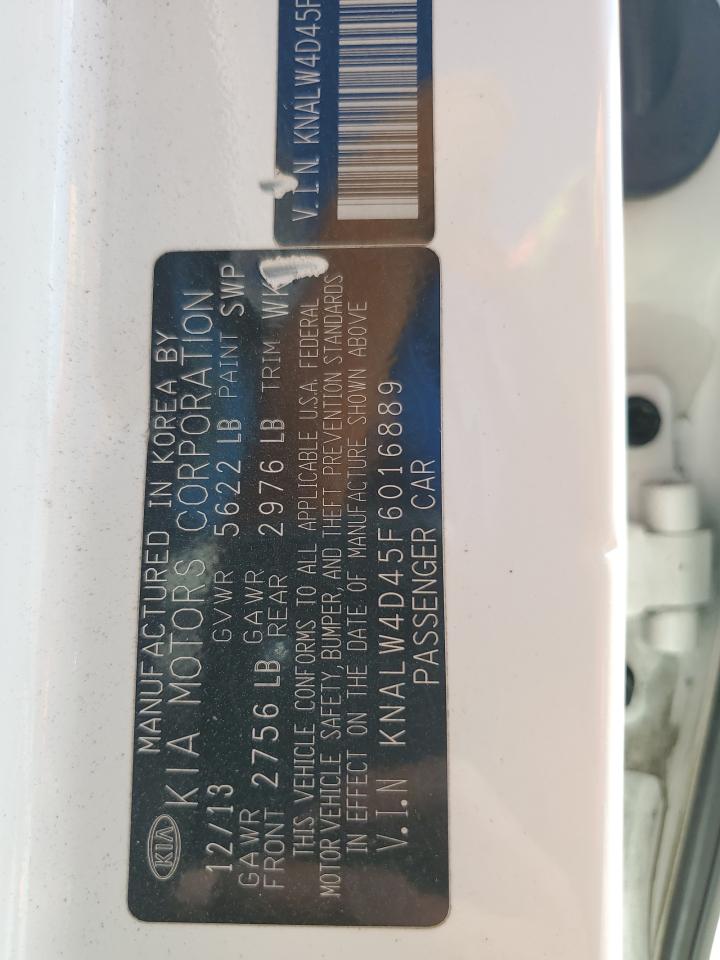 KIA
MANUFACTURED IN KOREA BY
KIA MOTORS CORPORATION
12/13 GVWR 5622 LB PAINT SWP
GAWR FRONT 2756 LB GAWR REAR 2976 LB TRIM WK
THIS VEHICLE CONFORMS TO ALL APPLICABLE U.S.A. FEDERAL
MOTOR VEHICLE SAFETY, BUMPER, AND THEFT PREVENTION STANDARDS
IN EFFECT ON THE DATE OF MANUFACTURE SHOWN ABOVE
V.I.N KNALW4D45F6016889
PASSENGER CAR
V.I.N KNALW4D45F